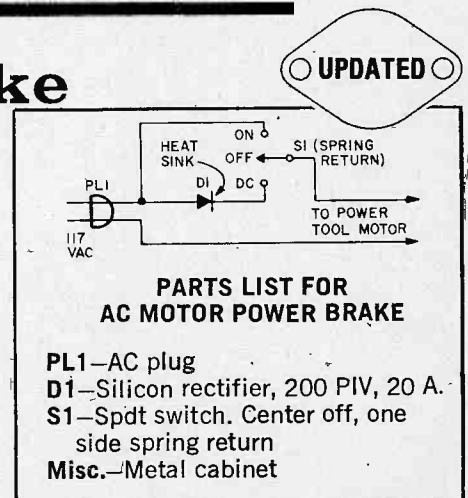 ke
UPDATED
ON
HEAT SINK
OFF
S1 (SPRING RETURN)
D1
DC
PL1
TO POWER TOOL MOTOR
117 VAC
PARTS LIST FOR
AC MOTOR POWER BRAKE
PL1–AC plug
D1–Silicon rectifier, 200 PIV, 20 A.
S1–Spdt switch. Center off, one
side spring return
Misc.–Metal cabinet